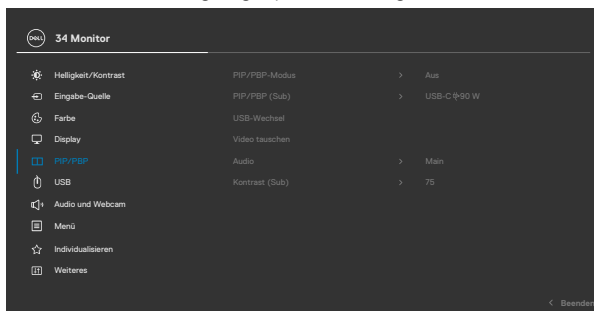 DELL 34 Monitor
Helligkeit/Kontrast PIP/PBP-Modus > Aus
Eingabe-Quelle PIP/PBP (Sub) > USB-C 90 W
Farbe USB-Wechsel
Display Video tauschen
PIP/PBP Audio > Main
USB Kontrast (Sub) > 75
Audio und Webcam
Menü
Individualisieren
Weiteres
< Beenden